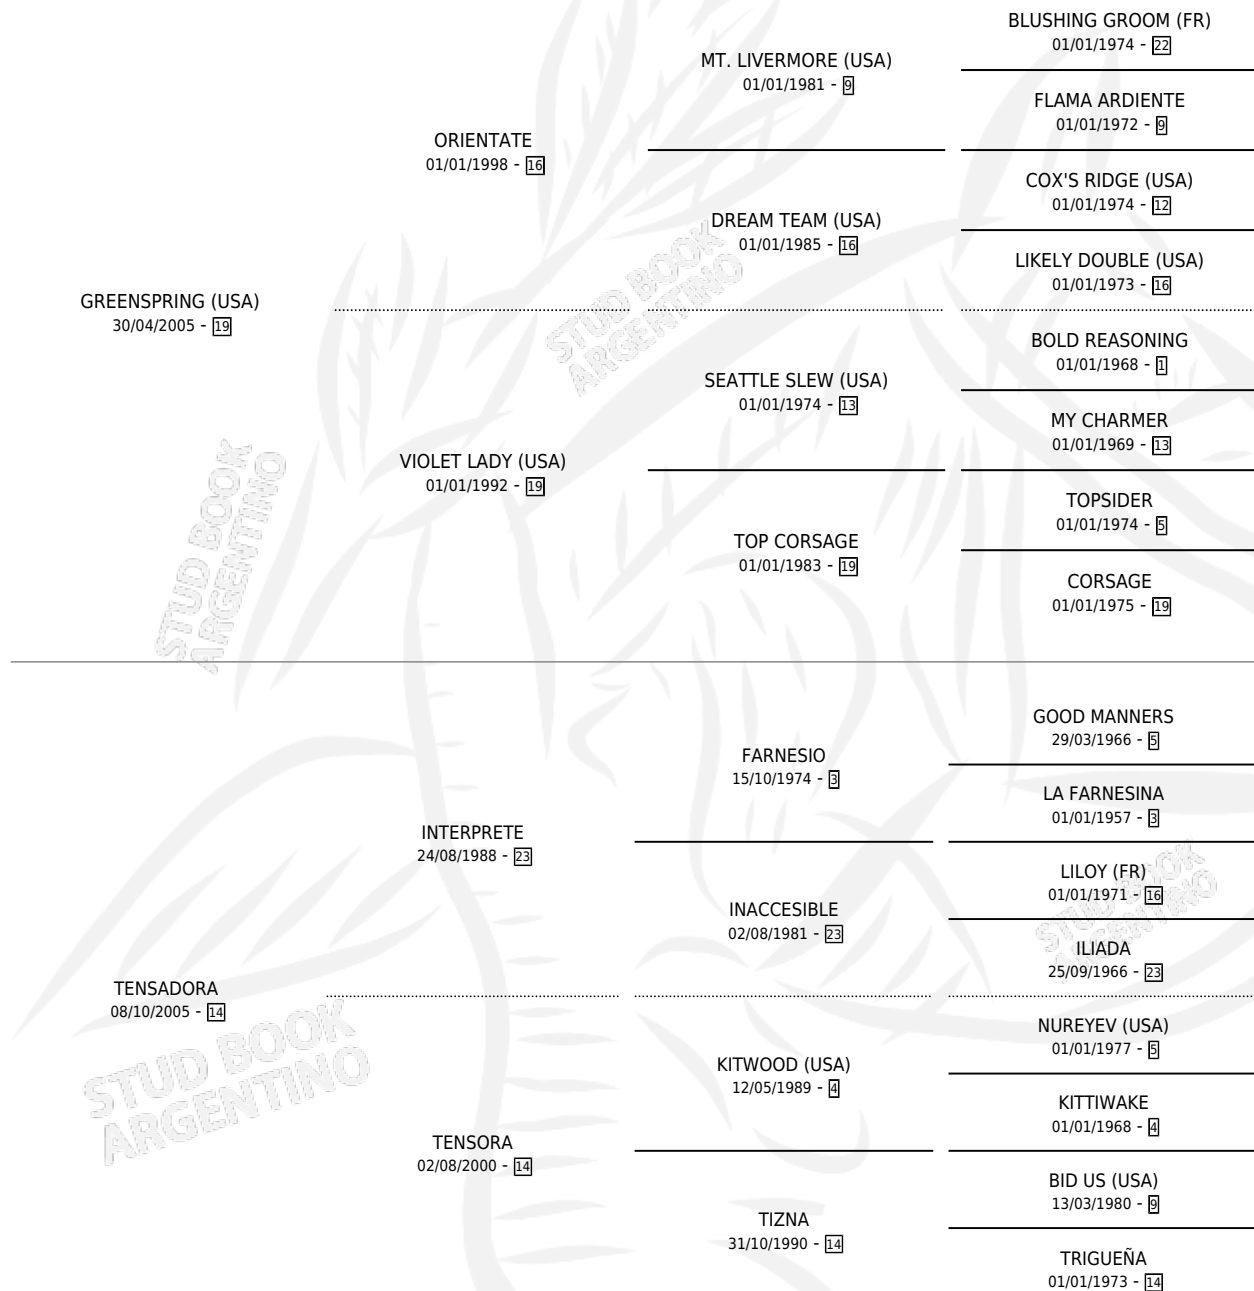 BLUSHING GROOM (FR)
01/01/1974 - 22
MT. LIVERMORE (USA)
01/01/1981 - 9
FLAMA ARDIENTE
01/01/1972 - 9
ORIENTATE
01/01/1998 - 16
COX'S RIDGE (USA)
01/01/1974 - 12
DREAM TEAM (USA)
01/01/1985 - 16
LIKELY DOUBLE (USA)
01/01/1973 - 16
GREENSPRING (USA)
30/04/2005 - 19
BOLD REASONING
01/01/1968 - 1
SEATTLE SLEW (USA)
01/01/1974 - 13
MY CHARMER
01/01/1969 - 13
VIOLET LADY (USA)
01/01/1992 - 19
TOPSIDER
01/01/1974 - 5
TOP CORSAGE
01/01/1983 - 19
CORSAGE
01/01/1975 - 19
STUD BOOK
ARGENTINO
STUD BOOK
ARGENTINO
GOOD MANNERS
29/03/1966 - 5
FARNESIO
15/10/1974 - 3
LA FARNESINA
01/01/1957 - 3
INTERPRETE
24/08/1988 - 23
LILOY (FR)
01/01/1971 - 16
INACCESIBLE
02/08/1981 - 23
ILIADA
25/09/1966 - 23
TENSADORA
08/10/2005 - 14
NUREYEV (USA)
01/01/1977 - 5
KITWOOD (USA)
12/05/1989 - 4
KITTIWAKE
01/01/1968 - 4
TENSORA
02/08/2000 - 14
BID US (USA)
13/03/1980 - 9
TIZNA
31/10/1990 - 14
TRIGUEÑA
01/01/1973 - 14
STUD BOOK
ARGENTINO
STUD BOOK
ARGENTINO